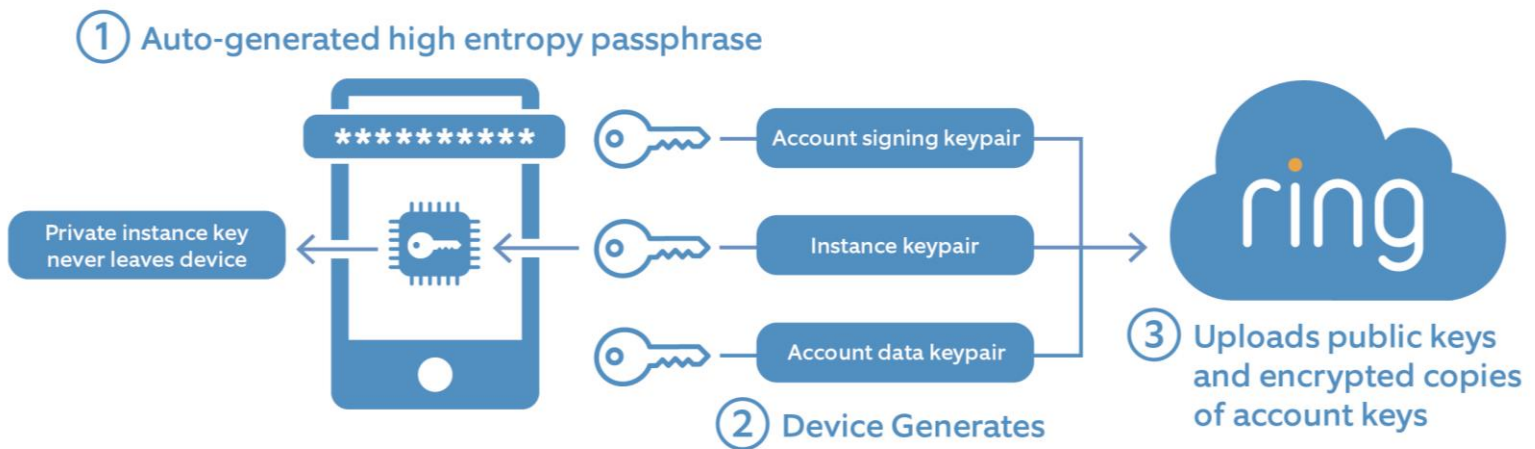 1 Auto-generated high entropy passphrase
**********
Account signing keypair
Private instance key
never leaves device
Instance keypair
ring
Account data keypair
2 Device Generates
3 Uploads public keys
and encrypted copies
of account keys